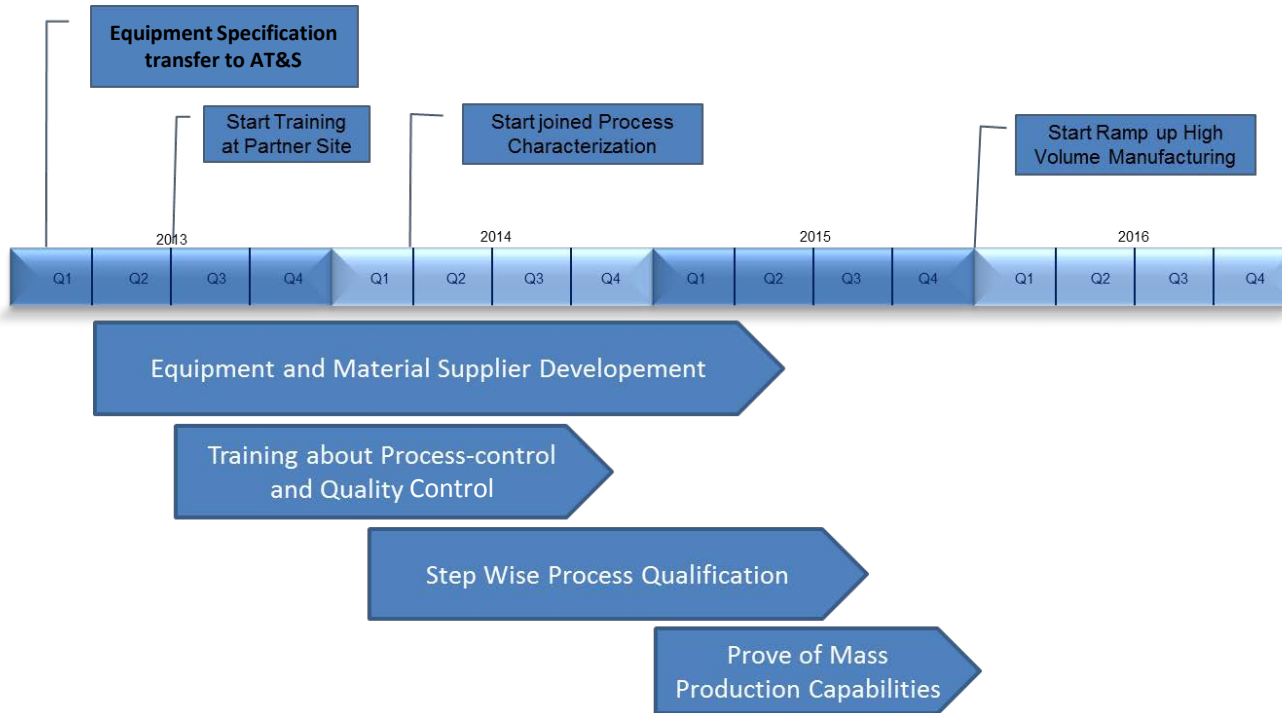 Equipment Specification
transfer to AT&S
Start Training
at Partner Site
Start joined Process
Characterization
Start Ramp up High
Volume Manufacturing
2013
2014
2015
2016
Q1 Q2 Q3 Q4 Q1 Q2 Q3 Q4 Q1 Q2 Q3 Q4 Q1 Q2 Q3 Q4
Equipment and Material Supplier Developement
Training about Process-control
and Quality Control
Step Wise Process Qualification
Prove of Mass
Production Capabilities